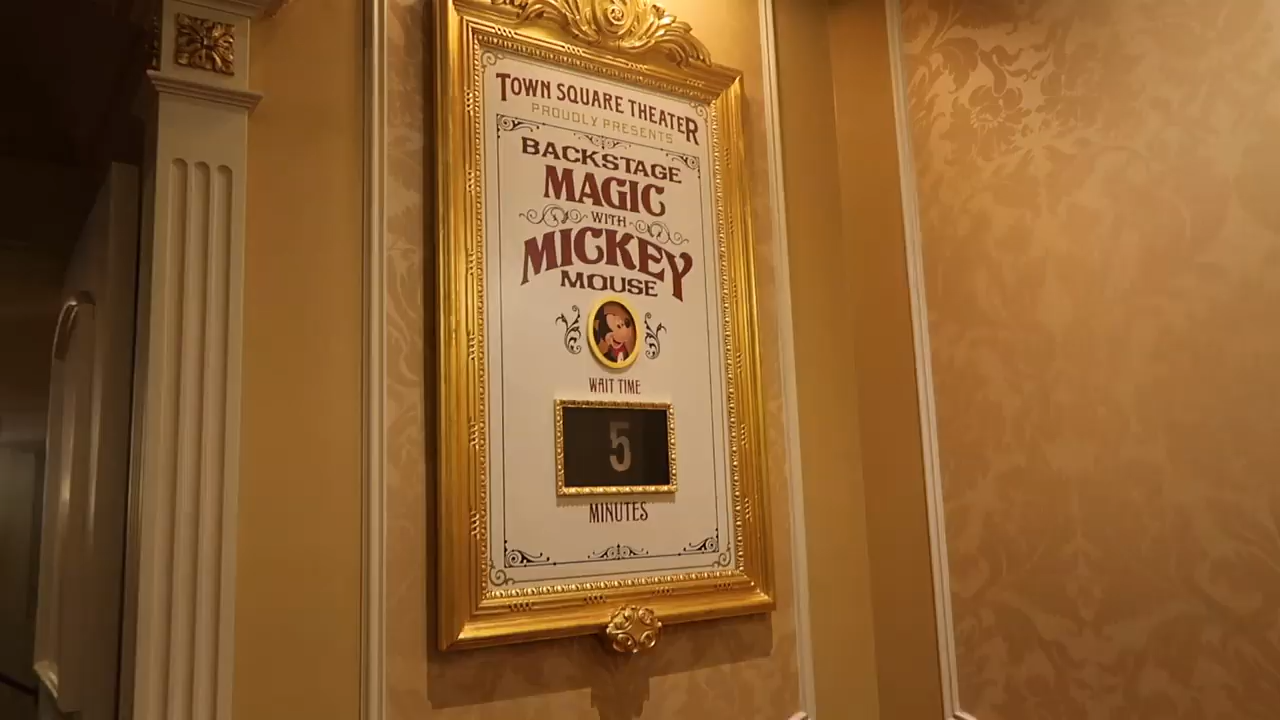 TOWN SQUARE THEATER
PROUDLY PRESENTS
BACKSTAGE
MAGIC
WITH
MICKEY
MOUSE
WAIT TIME
5
MINUTES